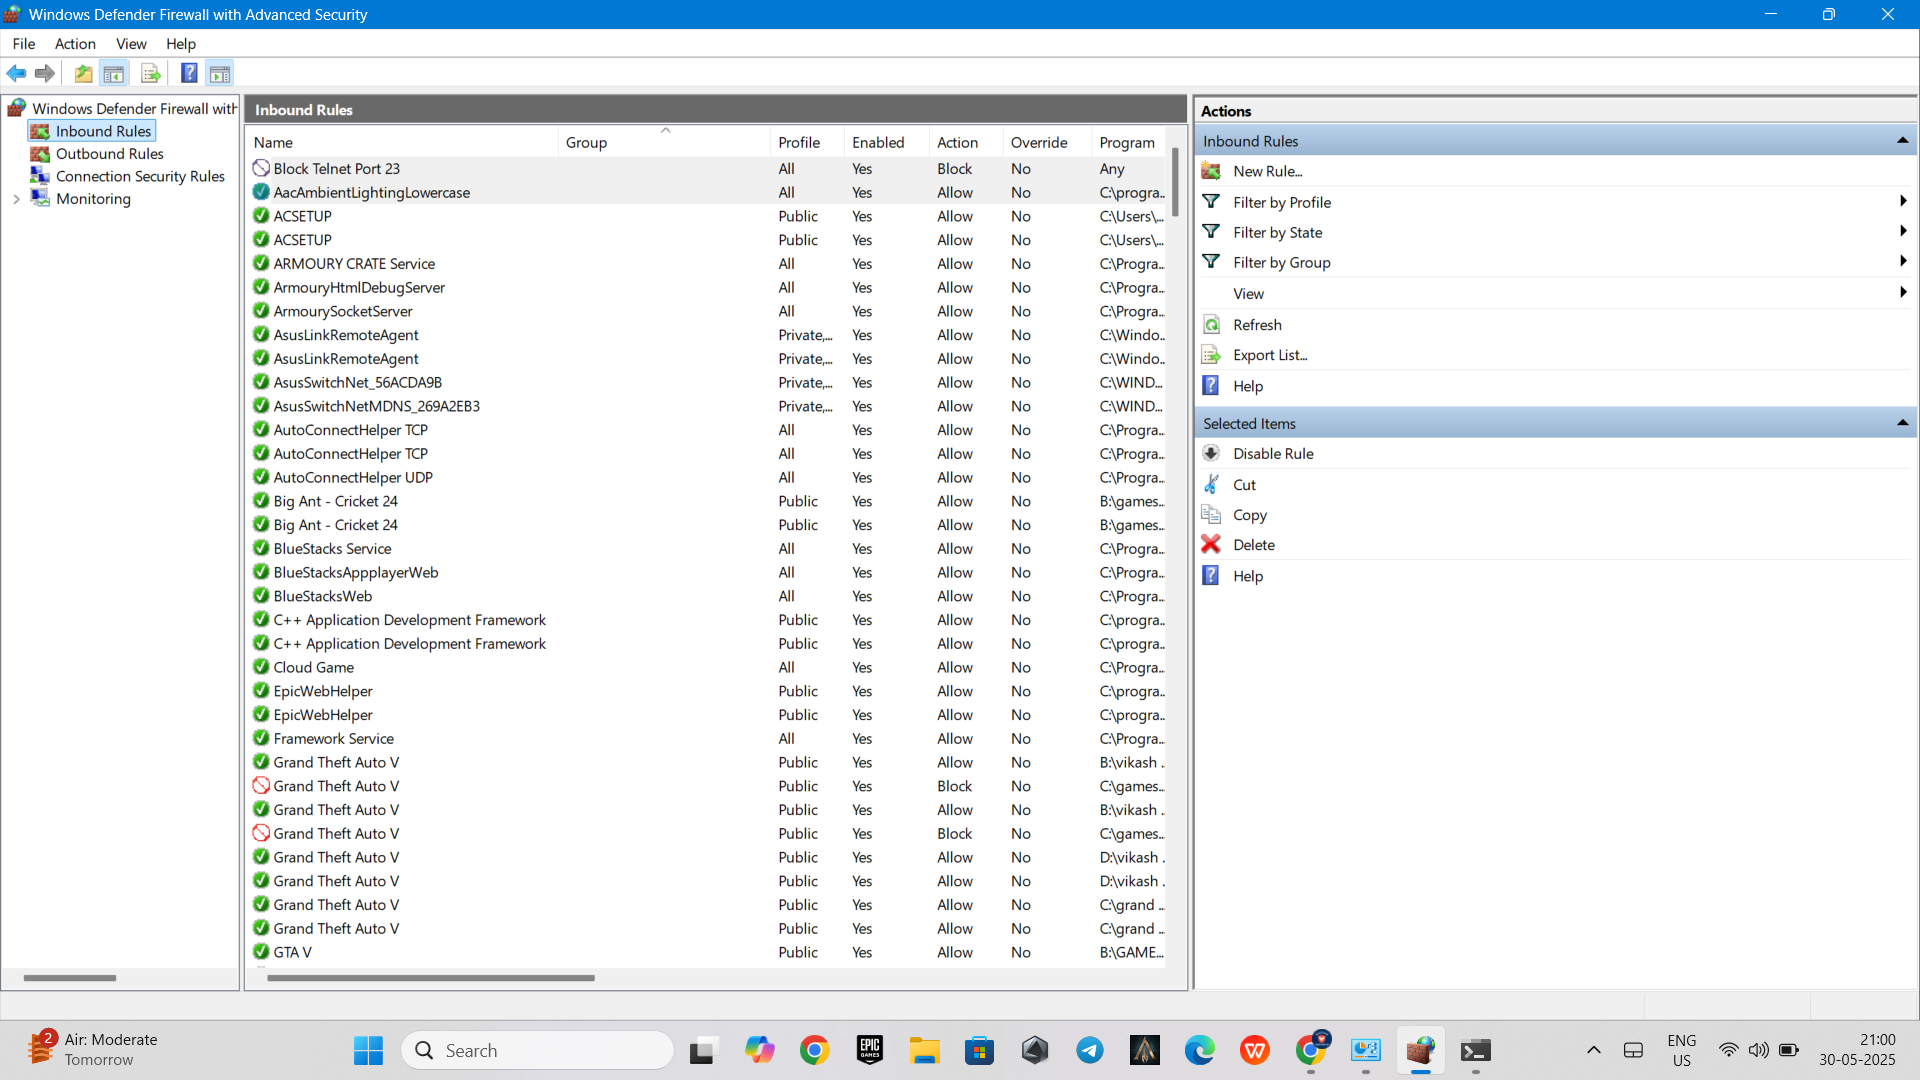 Windows Defender Firewall with Advanced Security
File Action View Help
Windows Defender Firewall with
Inbound Rules
Outbound Rules
Connection Security Rules
Monitoring
Inbound Rules
Name Group Profile Enabled Action Override Program
Block Telnet Port 23 All Yes Block No Any
AacAmbientLightingLowercase All Yes Allow No C:\progra...
ACSETUP Public Yes Allow No C:\Users\...
ACSETUP Public Yes Allow No C:\Users\...
ARMOURY CRATE Service All Yes Allow No C:\Progra...
ArmouryHtmlDebugServer All Yes Allow No C:\Progra...
ArmourySocketServer All Yes Allow No C:\Progra...
AsusLinkRemoteAgent Private,... Yes Allow No C:\Windo...
AsusLinkRemoteAgent Private,... Yes Allow No C:\Windo...
AsusSwitchNet_56ACDA9B Private,... Yes Allow No C:\WIND...
AsusSwitchNetMDNS_269A2EB3 Private,... Yes Allow No C:\WIND...
AutoConnectHelper TCP All Yes Allow No C:\Progra...
AutoConnectHelper TCP All Yes Allow No C:\Progra...
AutoConnectHelper UDP All Yes Allow No C:\Progra...
Big Ant - Cricket 24 Public Yes Allow No B:\games...
Big Ant - Cricket 24 Public Yes Allow No B:\games...
BlueStacks Service All Yes Allow No C:\Progra...
BlueStacksAppplayerWeb All Yes Allow No C:\Progra...
BlueStacksWeb All Yes Allow No C:\Progra...
C++ Application Development Framework Public Yes Allow No C:\progra...
C++ Application Development Framework Public Yes Allow No C:\progra...
Cloud Game All Yes Allow No C:\Progra...
EpicWebHelper Public Yes Allow No C:\progra...
EpicWebHelper Public Yes Allow No C:\progra...
Framework Service All Yes Allow No C:\Progra...
Grand Theft Auto V Public Yes Allow No B:\vikash ...
Grand Theft Auto V Public Yes Block No C:\games...
Grand Theft Auto V Public Yes Allow No B:\vikash ...
Grand Theft Auto V Public Yes Block No C:\games...
Grand Theft Auto V Public Yes Allow No D:\vikash ...
Grand Theft Auto V Public Yes Allow No D:\vikash ...
Grand Theft Auto V Public Yes Allow No C:\grand ...
Grand Theft Auto V Public Yes Allow No C:\grand ...
GTA V Public Yes Allow No B:\GAME...
Actions
Inbound Rules
New Rule...
Filter by Profile
Filter by State
Filter by Group
View
Refresh
Export List...
Help
Selected Items
Disable Rule
Cut
Copy
Delete
Help
2
Air: Moderate
Tomorrow
Search
EPIC
GAMES
ENG
US
21:00
30-05-2025